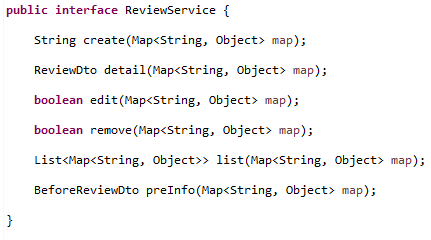 public interface ReviewService {
String create(Map<String, Object> map);
ReviewDto detail(Map<String, Object> map);
boolean edit(Map<String, Object> map);
boolean remove(Map<String, Object> map);
List<Map<String, Object>> list(Map<String, Object> map);
BeforeReviewDto preInfo(Map<String, Object> map);
}